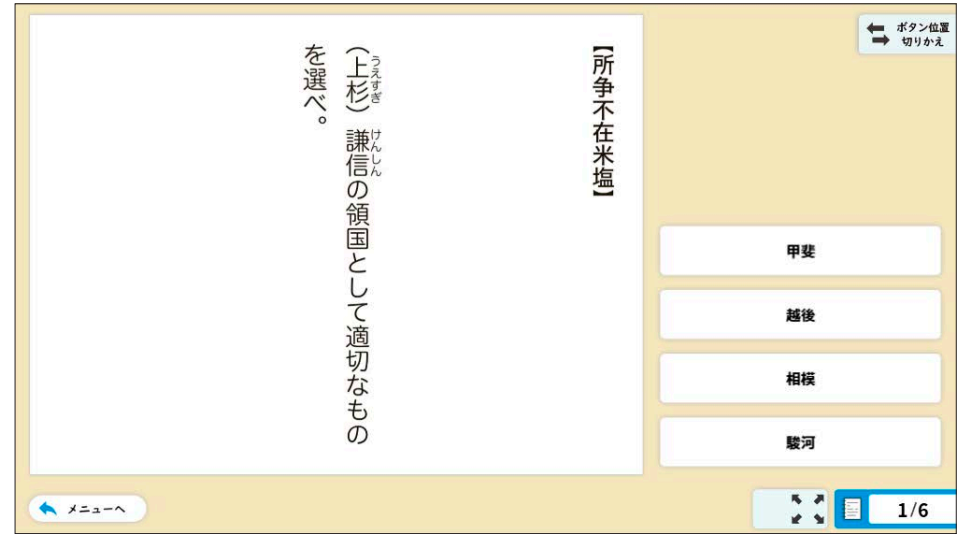 【所争不在米塩】
（上杉）謙信の領国として適切なもの
うえすぎ
けんしん
を選べ。
ボタン位置
切りかえ
甲斐
越後
相模
駿河
メニューへ
1/6